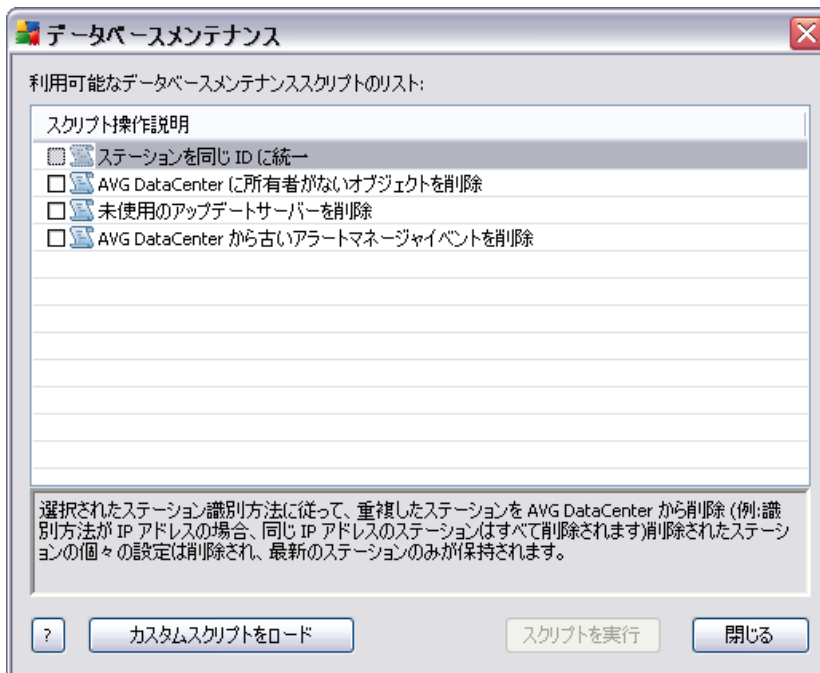 データベースメンテナンス
利用可能なデータベースメンテナンススクリプトのリスト:
スクリプト操作説明
ステーションを同じ ID に統一
AVG DataCenter に所有者がないオブジェクトを削除
未使用のアップデートサーバーを削除
AVG DataCenter から古いアラートマネージャイベントを削除
選択されたステーション識別方法に従って、重複したステーションを AVG DataCenter から削除 (例:識
別方法が IP アドレスの場合、同じ IP アドレスのステーションはすべて削除されます)削除されたステーシ
ョンの個々の設定は削除され、最新のステーションのみが保持されます。
? カスタムスクリプトをロード スクリプトを実行 閉じる